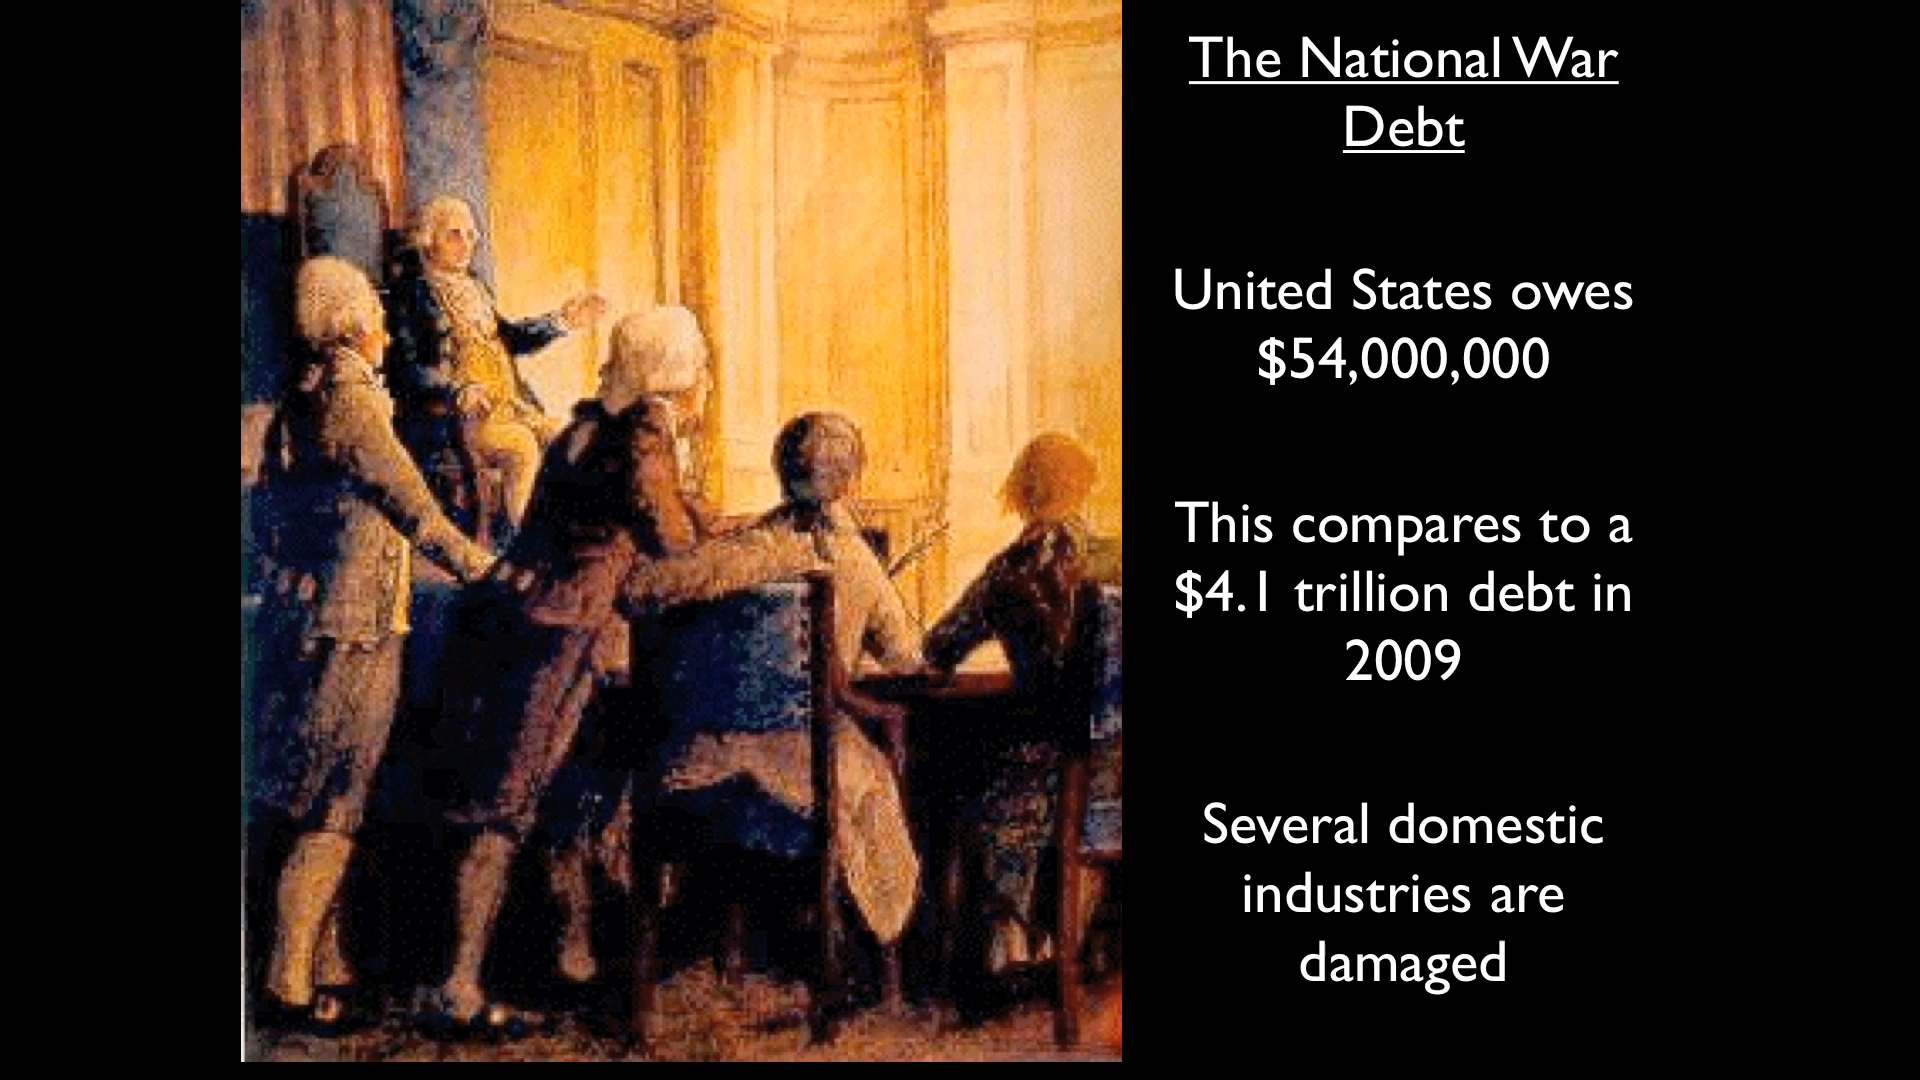 The National War
Debt
United States owes
$54,000,000
This compares to a
$4.1 trillion debt in
2009
Several domestic
industries are
damaged